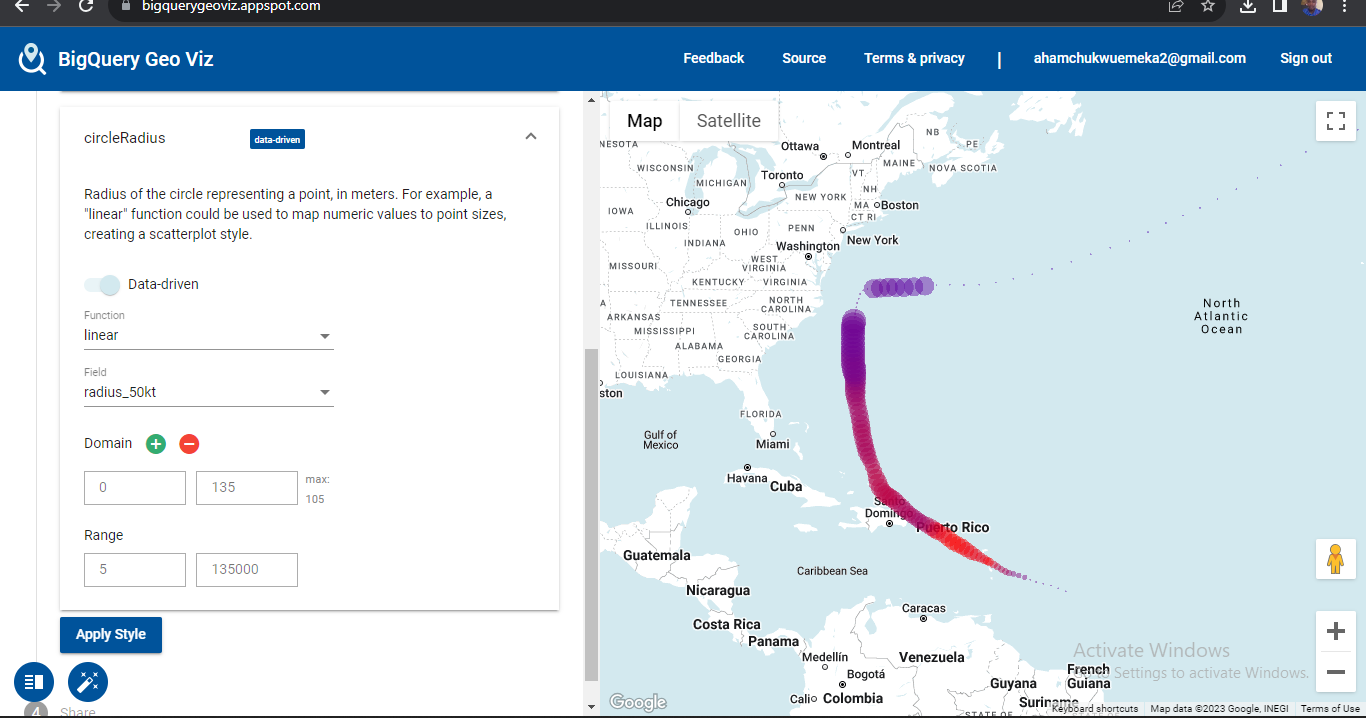 bigquerygeoviz.appspot.com
BigQuery Geo Viz
Feedback
Source
Terms & privacy
|
ahamchukwuemeka2@gmail.com
Sign out
circleRadius
data-driven
Radius of the circle representing a point, in meters. For example, a
"linear" function could be used to map numeric values to point sizes,
creating a scatterplot style.
Data-driven
Function
linear
Field
radius_50kt
Domain
0
135
max:
105
Range
5
135000
Apply Style
4
Share
Map
Satellite
NESOTA
Ottawa
Montreal
NB
PE
WISCONSIN
MICHIGAN
Toronto
VT
MAINE
NOVA SCOTIA
NH
Chicago
NEW YORK
IOWA
MA
Boston
CT RI
ILLINOIS
OHIO
PENN
New York
INDIANA
Washington
MISSOURI
WEST
VIRGINIA
KENTUCKY
VIRGINIA
TENNESSEE
NORTH
CAROLINA
ARKANSAS
MISSISSIPPI
SOUTH
CAROLINA
ALABAMA
GEORGIA
LOUISIANA
ston
FLORIDA
Gulf of
Mexico
Miami
Havana
Cuba
Santo
Domingo
Puerto Rico
North
Atlantic
Ocean
Guatemala
Caribbean Sea
Nicaragua
Caracas
Costa Rica
Panama
Medellín
Venezuela
Bogotá
Guyana
French
Guiana
Cali
Colombia
Suriname
STATE OF
Activate Windows
to Settings to activate Windows.
Google
Keyboard shortcuts
Map data ©2023 Google, INEGI
Terms of Use